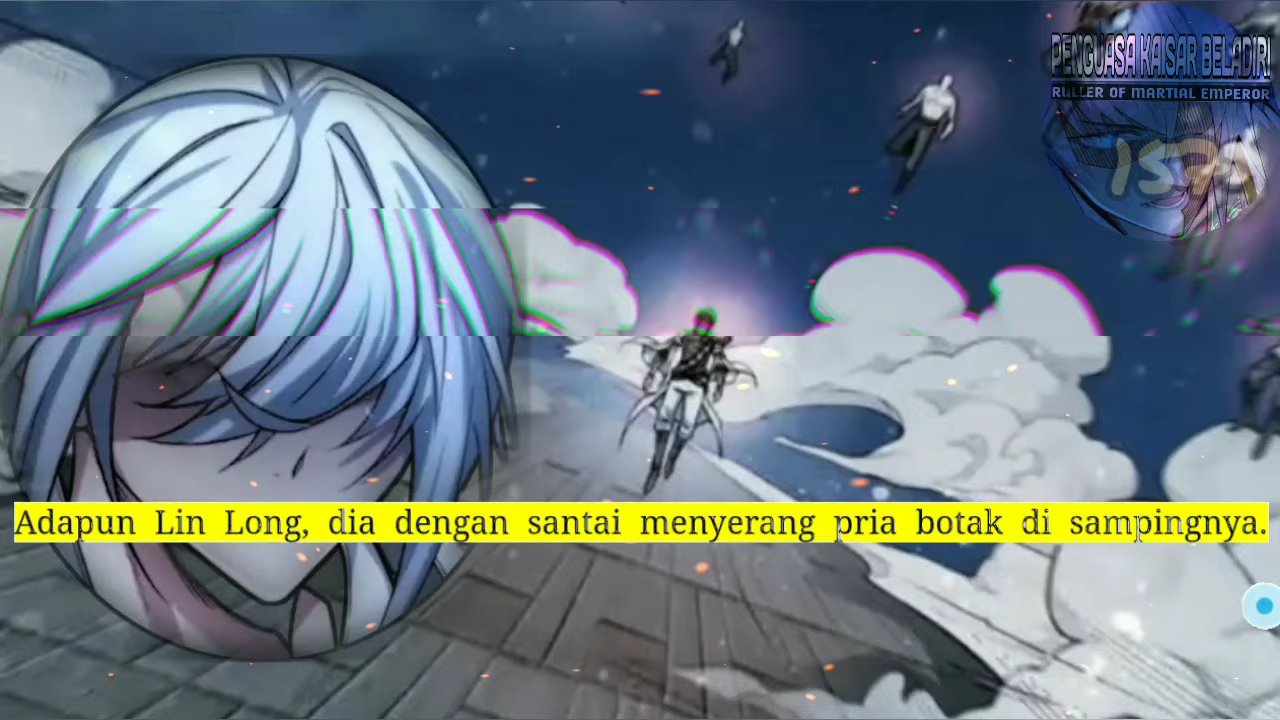 PENGUASA KAISAR BELADIRI
RULLER OF MARTIAL EMPEROR
Adapun Lin Long, dia dengan santai menyerang pria botak di sampingnya.